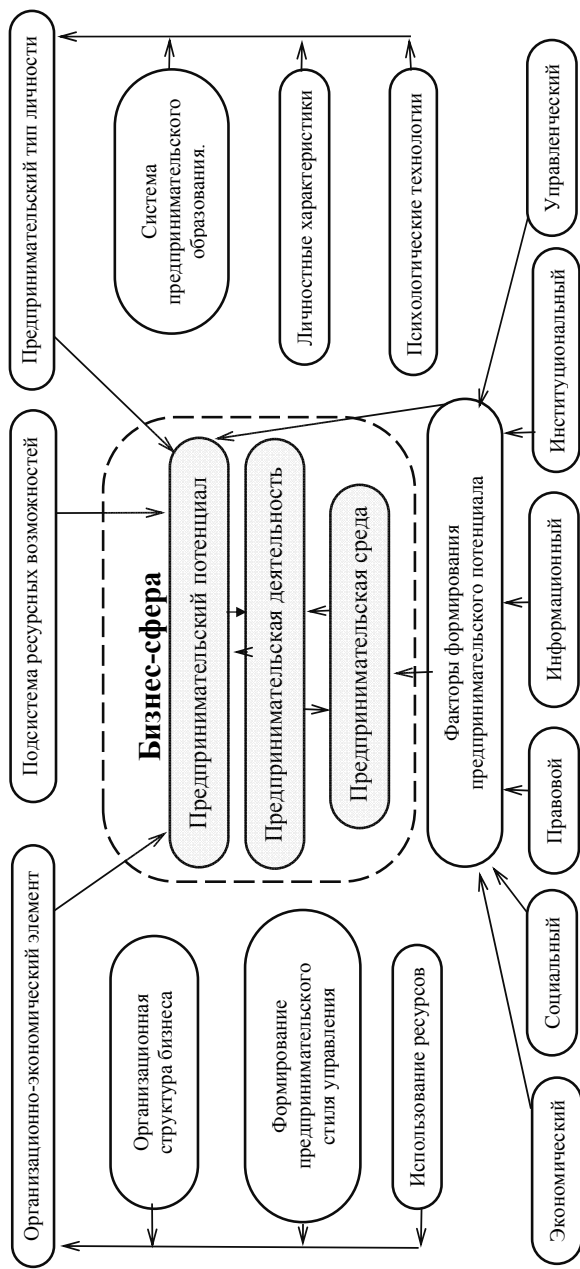 Организационно-экономический элемент
Подсистема ресурсных возможностей
Предпринимательский тип личности
Организационная
структура бизнеса
Формирование
предпринимательского
стиля управления
Использование ресурсов
Бизнес-сфера
Предпринимательский потенциал
Предпринимательская деятельность
Предпринимательская среда
Система
предпринимательского
образования.
Личностные характеристики
Психологические технологии
Факторы формирования
предпринимательского потенциала
Экономический
Социальный
Правовой
Информационный
Институциональный
Управленческий